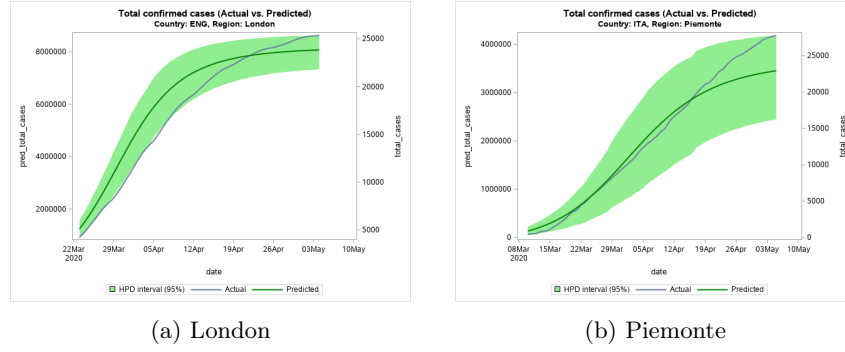 Total confirmed cases (Actual vs. Predicted)
Country: ENG, Region: London
8000000
6000000
4000000
2000000
pred_total_cases
25000
20000
15000
10000
5000
total_cases
22Mar 29Mar 05Apr 12Apr 19Apr 26Apr 03May 10May
2020
date
HPD interval (95%) Actual Predicted
(a) London
Total confirmed cases (Actual vs. Predicted)
Country: ITA, Region: Piemonte
4000000
3000000
2000000
1000000
0
pred_total_cases
25000
20000
15000
10000
5000
0
total_cases
08Mar 15Mar 22Mar 29Mar 05Apr 12Apr 19Apr 26Apr 03May 10May
2020
date
HPD interval (95%) Actual Predicted
(b) Piemonte